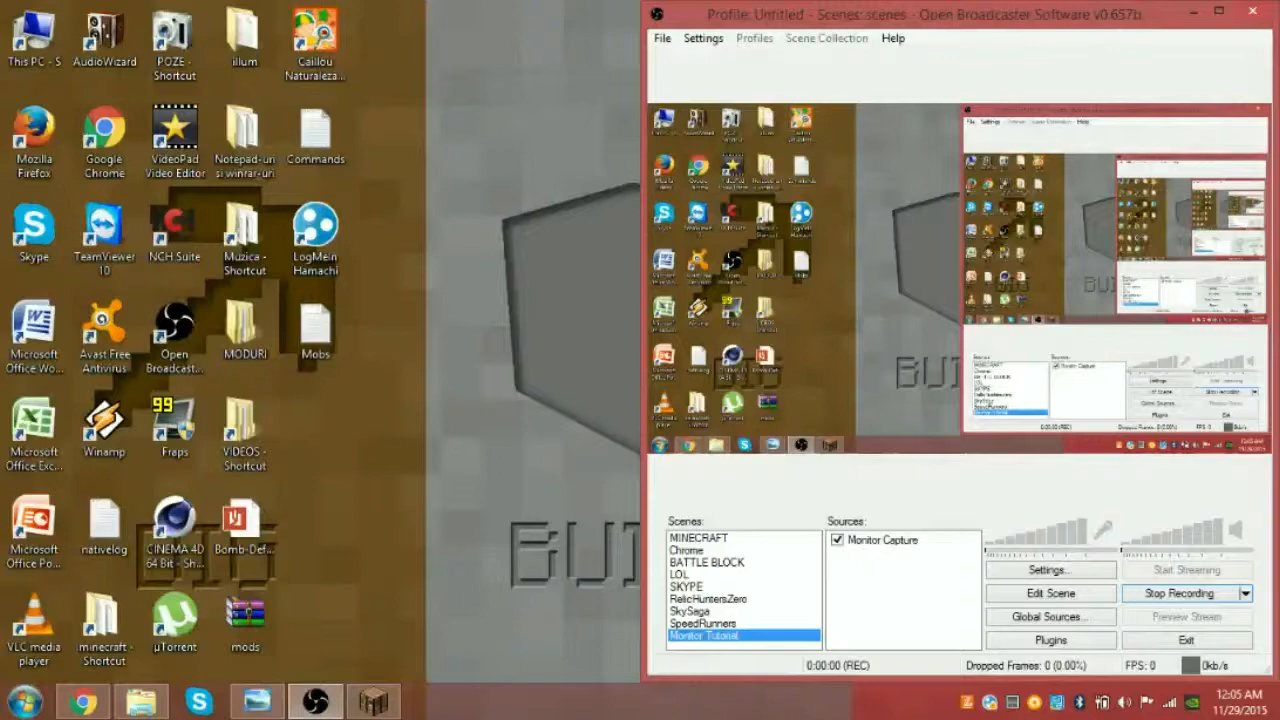 Profile: Untitled - Scenes: scenes - Open Broadcaster Software v0.657b
File Settings Profiles Scene Collection Help
This PC - S
AudioWizard
POZE - Shortcut
illum
Caillou Naturaleza...
Mozilla Firefox
Google Chrome
VideoPad Video Editor
Notepad-uri si winrar-uri
Commands
Skype
TeamViewer 10
NCH Suite
Muzica - Shortcut
LogMeIn Hamachi
Microsoft Office Wo...
Avast Free Antivirus
Open Broadcast...
MODURI
Mobs
Microsoft Office Exc...
Winamp
99
Fraps
VIDEOS - Shortcut
Microsoft Office Po...
nativelog
CINEMA 4D 64 Bit - Sh...
Bomb-Def...
VLC media player
.minecraft - Shortcut
µTorrent
mods
Scenes:
MINECRAFT
Chrome
BATTLE BLOCK
LOL
SKYPE
RelicHuntersZero
SkySaga
SpeedRunners
Monitor Tutorial
Sources:
Monitor Capture
Settings...
Start Streaming
Edit Scene
Stop Recording
Global Sources...
Preview Stream
Plugins
Exit
0:00:00 (REC)
Dropped Frames: 0 (0.00%)
FPS: 0
0kb/s
12:05 AM
11/29/2015